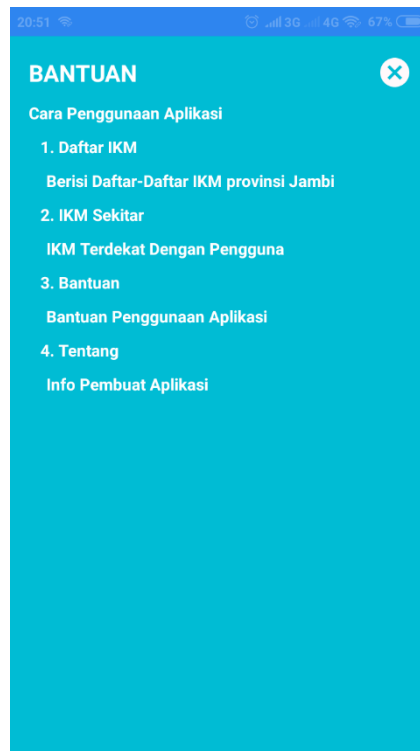 20:51 3G 4G 67%
BANTUAN
Cara Penggunaan Aplikasi
1. Daftar IKM
Berisi Daftar-Daftar IKM provinsi Jambi
2. IKM Sekitar
IKM Terdekat Dengan Pengguna
3. Bantuan
Bantuan Penggunaan Aplikasi
4. Tentang
Info Pembuat Aplikasi